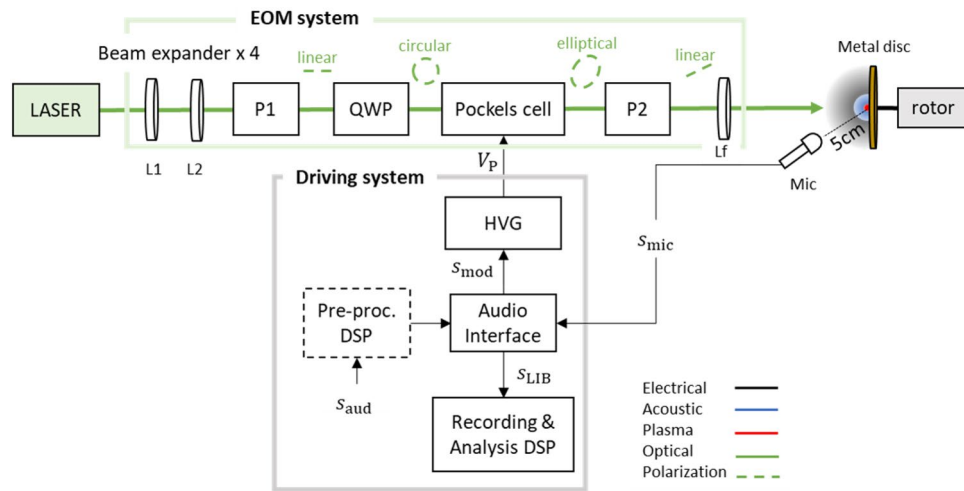 EOM system
Beam expander x 4
linear
circular
elliptical
linear
Metal disc
LASER
P1
QWP
Pockels cell
P2
rotor
5cm
L1
L2
Lf
Mic
V_P
Driving system
HVG
s_mic
s_mod
Pre-proc.
DSP
Audio
Interface
s_LIB
s_aud
Recording &
Analysis DSP
Electrical
Acoustic
Plasma
Optical
Polarization